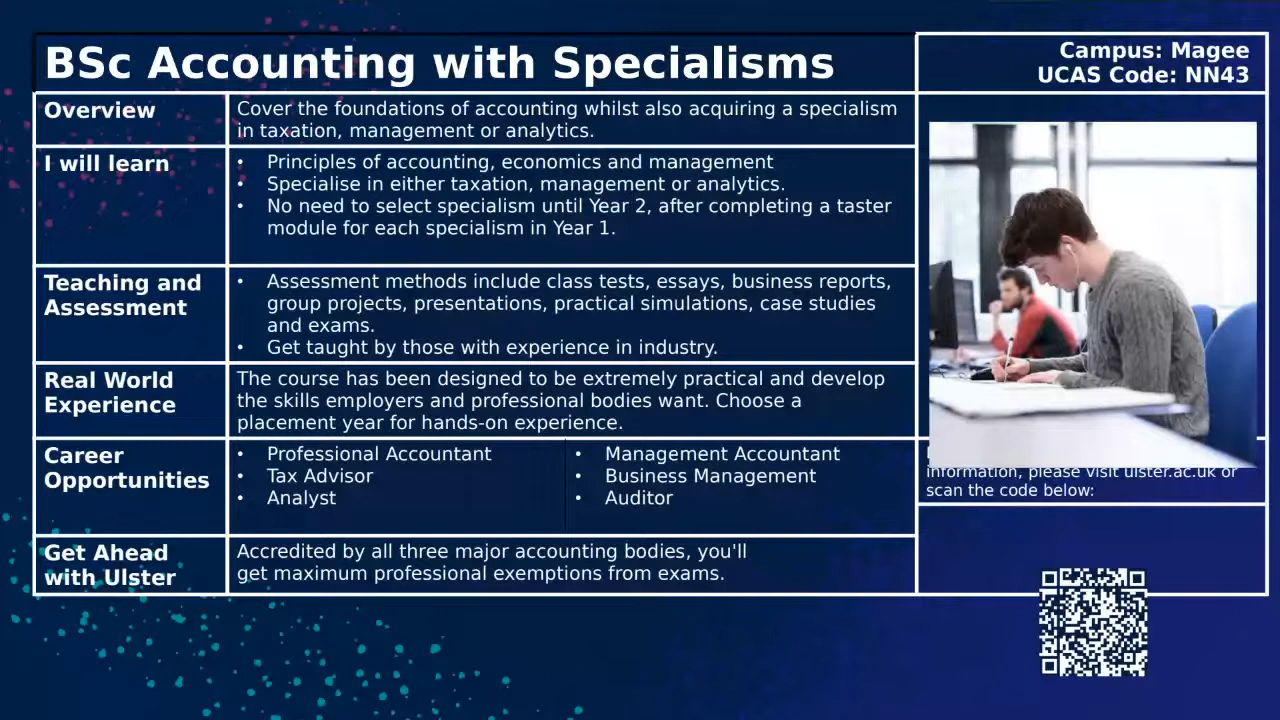 BSc Accounting with Specialisms
Campus: Magee
UCAS Code: NN43
Overview
Cover the foundations of accounting whilst also acquiring a specialism
in taxation, management or analytics.
I will learn
• Principles of accounting, economics and management
• Specialise in either taxation, management or analytics.
• No need to select specialism until Year 2, after completing a taster
module for each specialism in Year 1.
Teaching and
Assessment
• Assessment methods include class tests, essays, business reports,
group projects, presentations, practical simulations, case studies
and exams.
• Get taught by those with experience in industry.
Real World
Experience
The course has been designed to be extremely practical and develop
the skills employers and professional bodies want. Choose a
placement year for hands-on experience.
Career
Opportunities
• Professional Accountant
• Tax Advisor
• Analyst
• Management Accountant
• Business Management
• Auditor
Get Ahead
with Ulster
Accredited by all three major accounting bodies, you'll
get maximum professional exemptions from exams.
information, please visit ulster.ac.uk or
scan the code below: